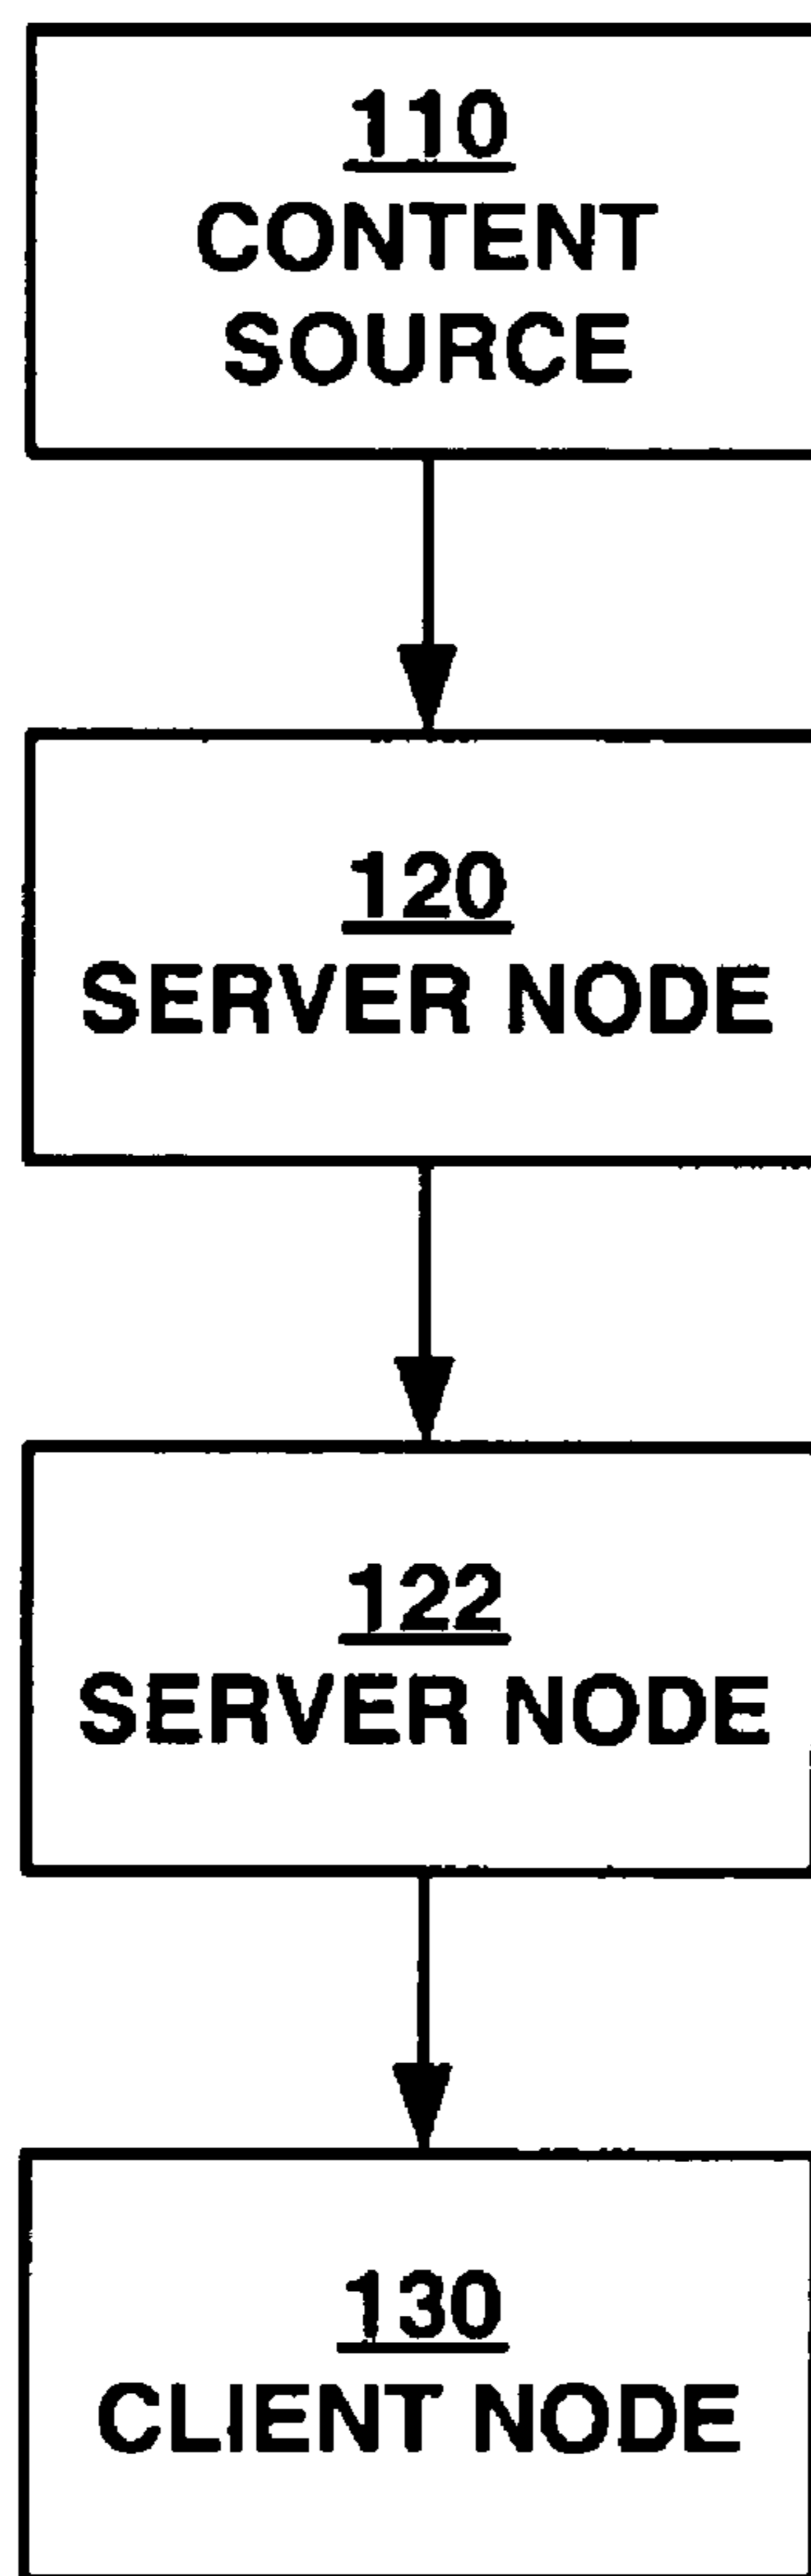 110
CONTENT
SOURCE
120
SERVER NODE
122
SERVER NODE
130
CLIENT NODE